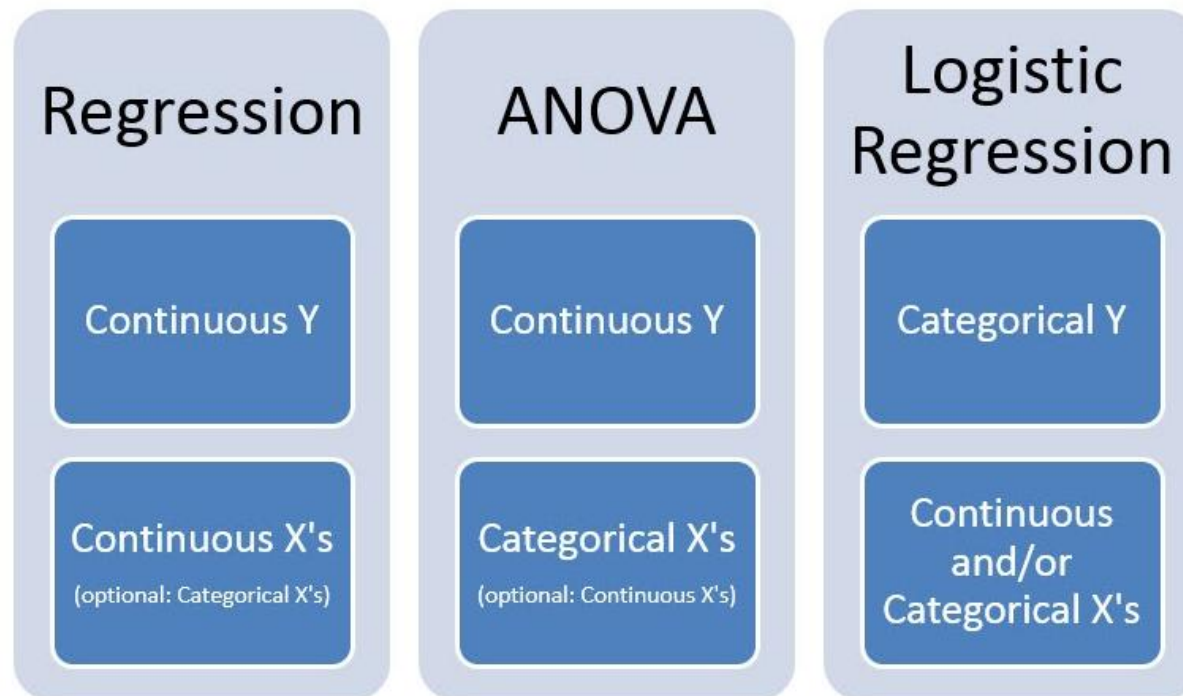 Regression
Continuous Y
Continuous X's
(optional: Categorical X's)
ANOVA
Continuous Y
Categorical X's
(optional: Continuous X's)
Logistic
Regression
Categorical Y
Continuous
and/or
Categorical X's